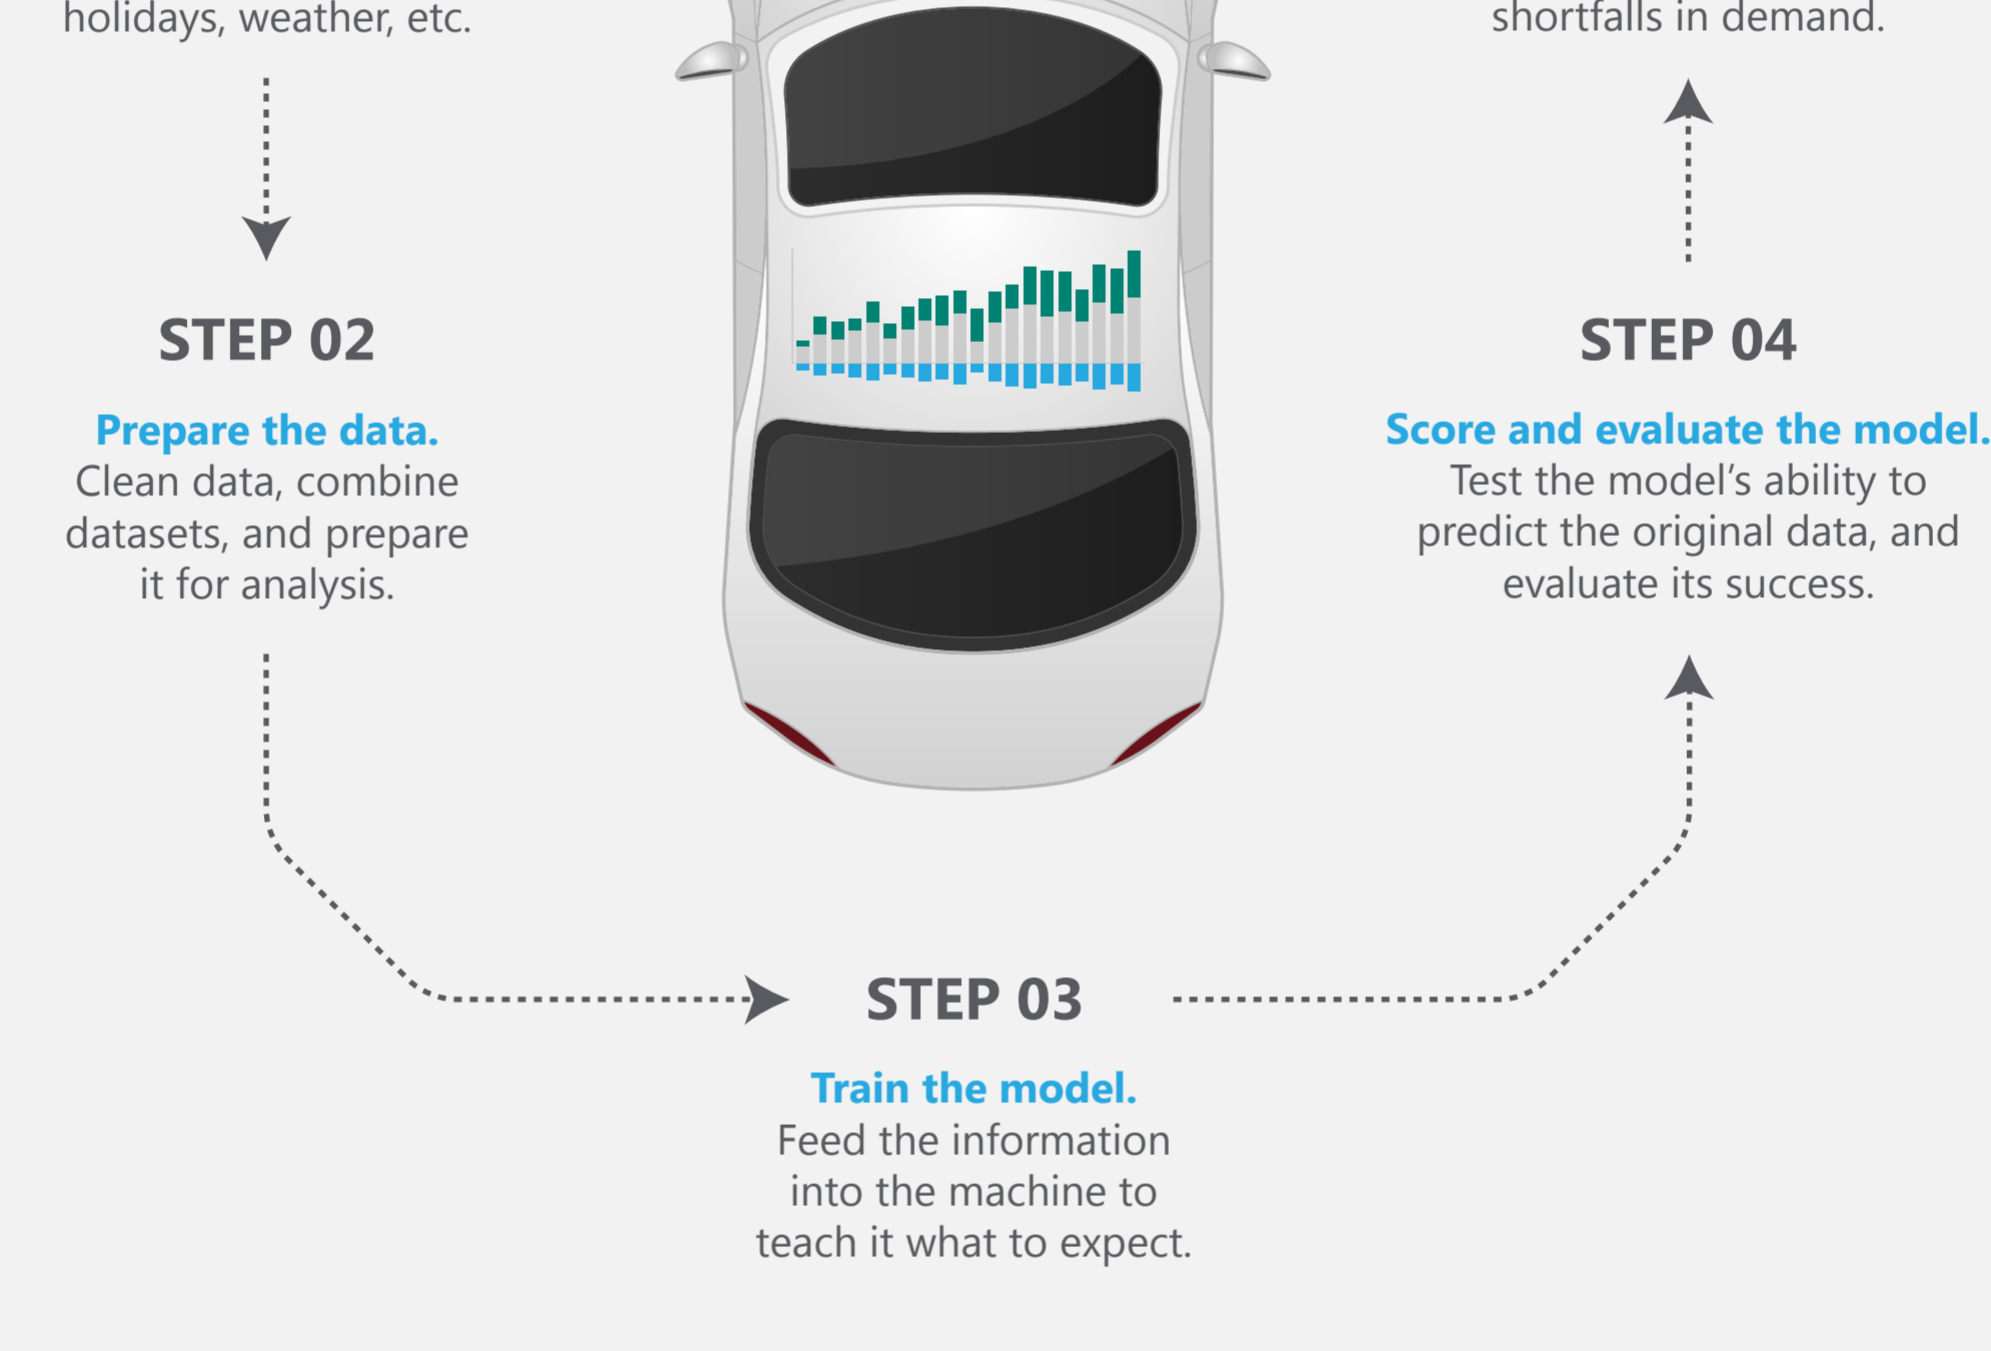 holidays, weather, etc.
STEP 02
Prepare the data.
Clean data, combine
datasets, and prepare
it for analysis.
STEP 03
Train the model.
Feed the information
into the machine to
teach it what to expect.
shortfalls in demand.
STEP 04
Score and evaluate the model.
Test the model’s ability to
predict the original data, and
evaluate its success.